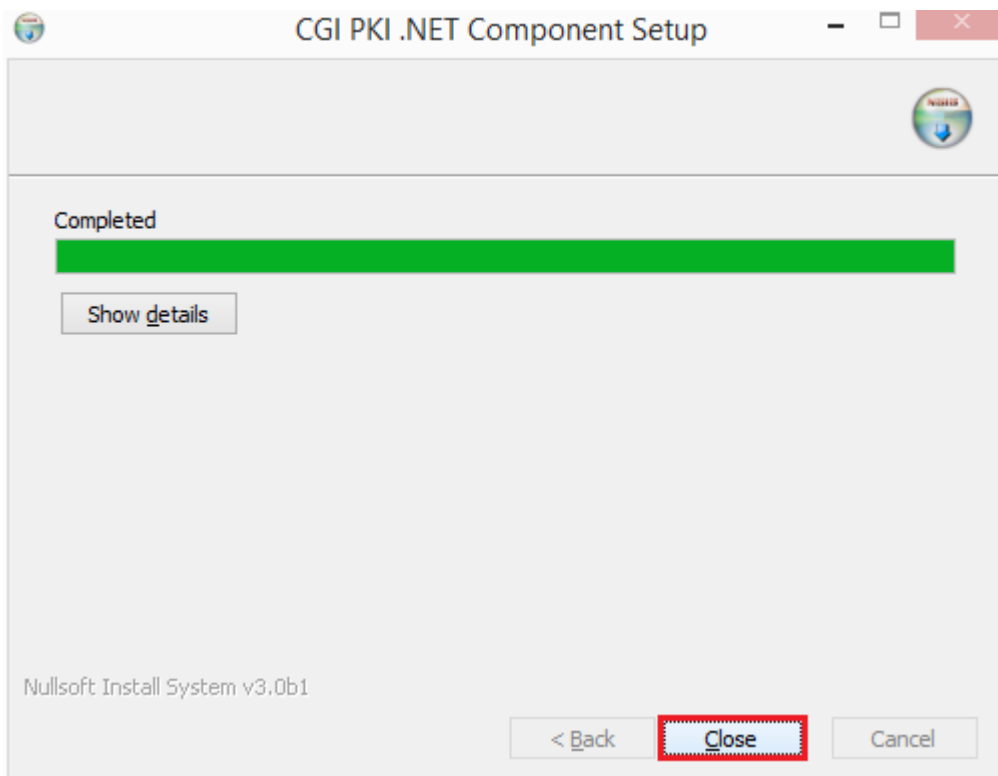 CGI PKI .NET Component Setup
Completed
Show details
Nullsoft Install System v3.0b1
< Back Close Cancel